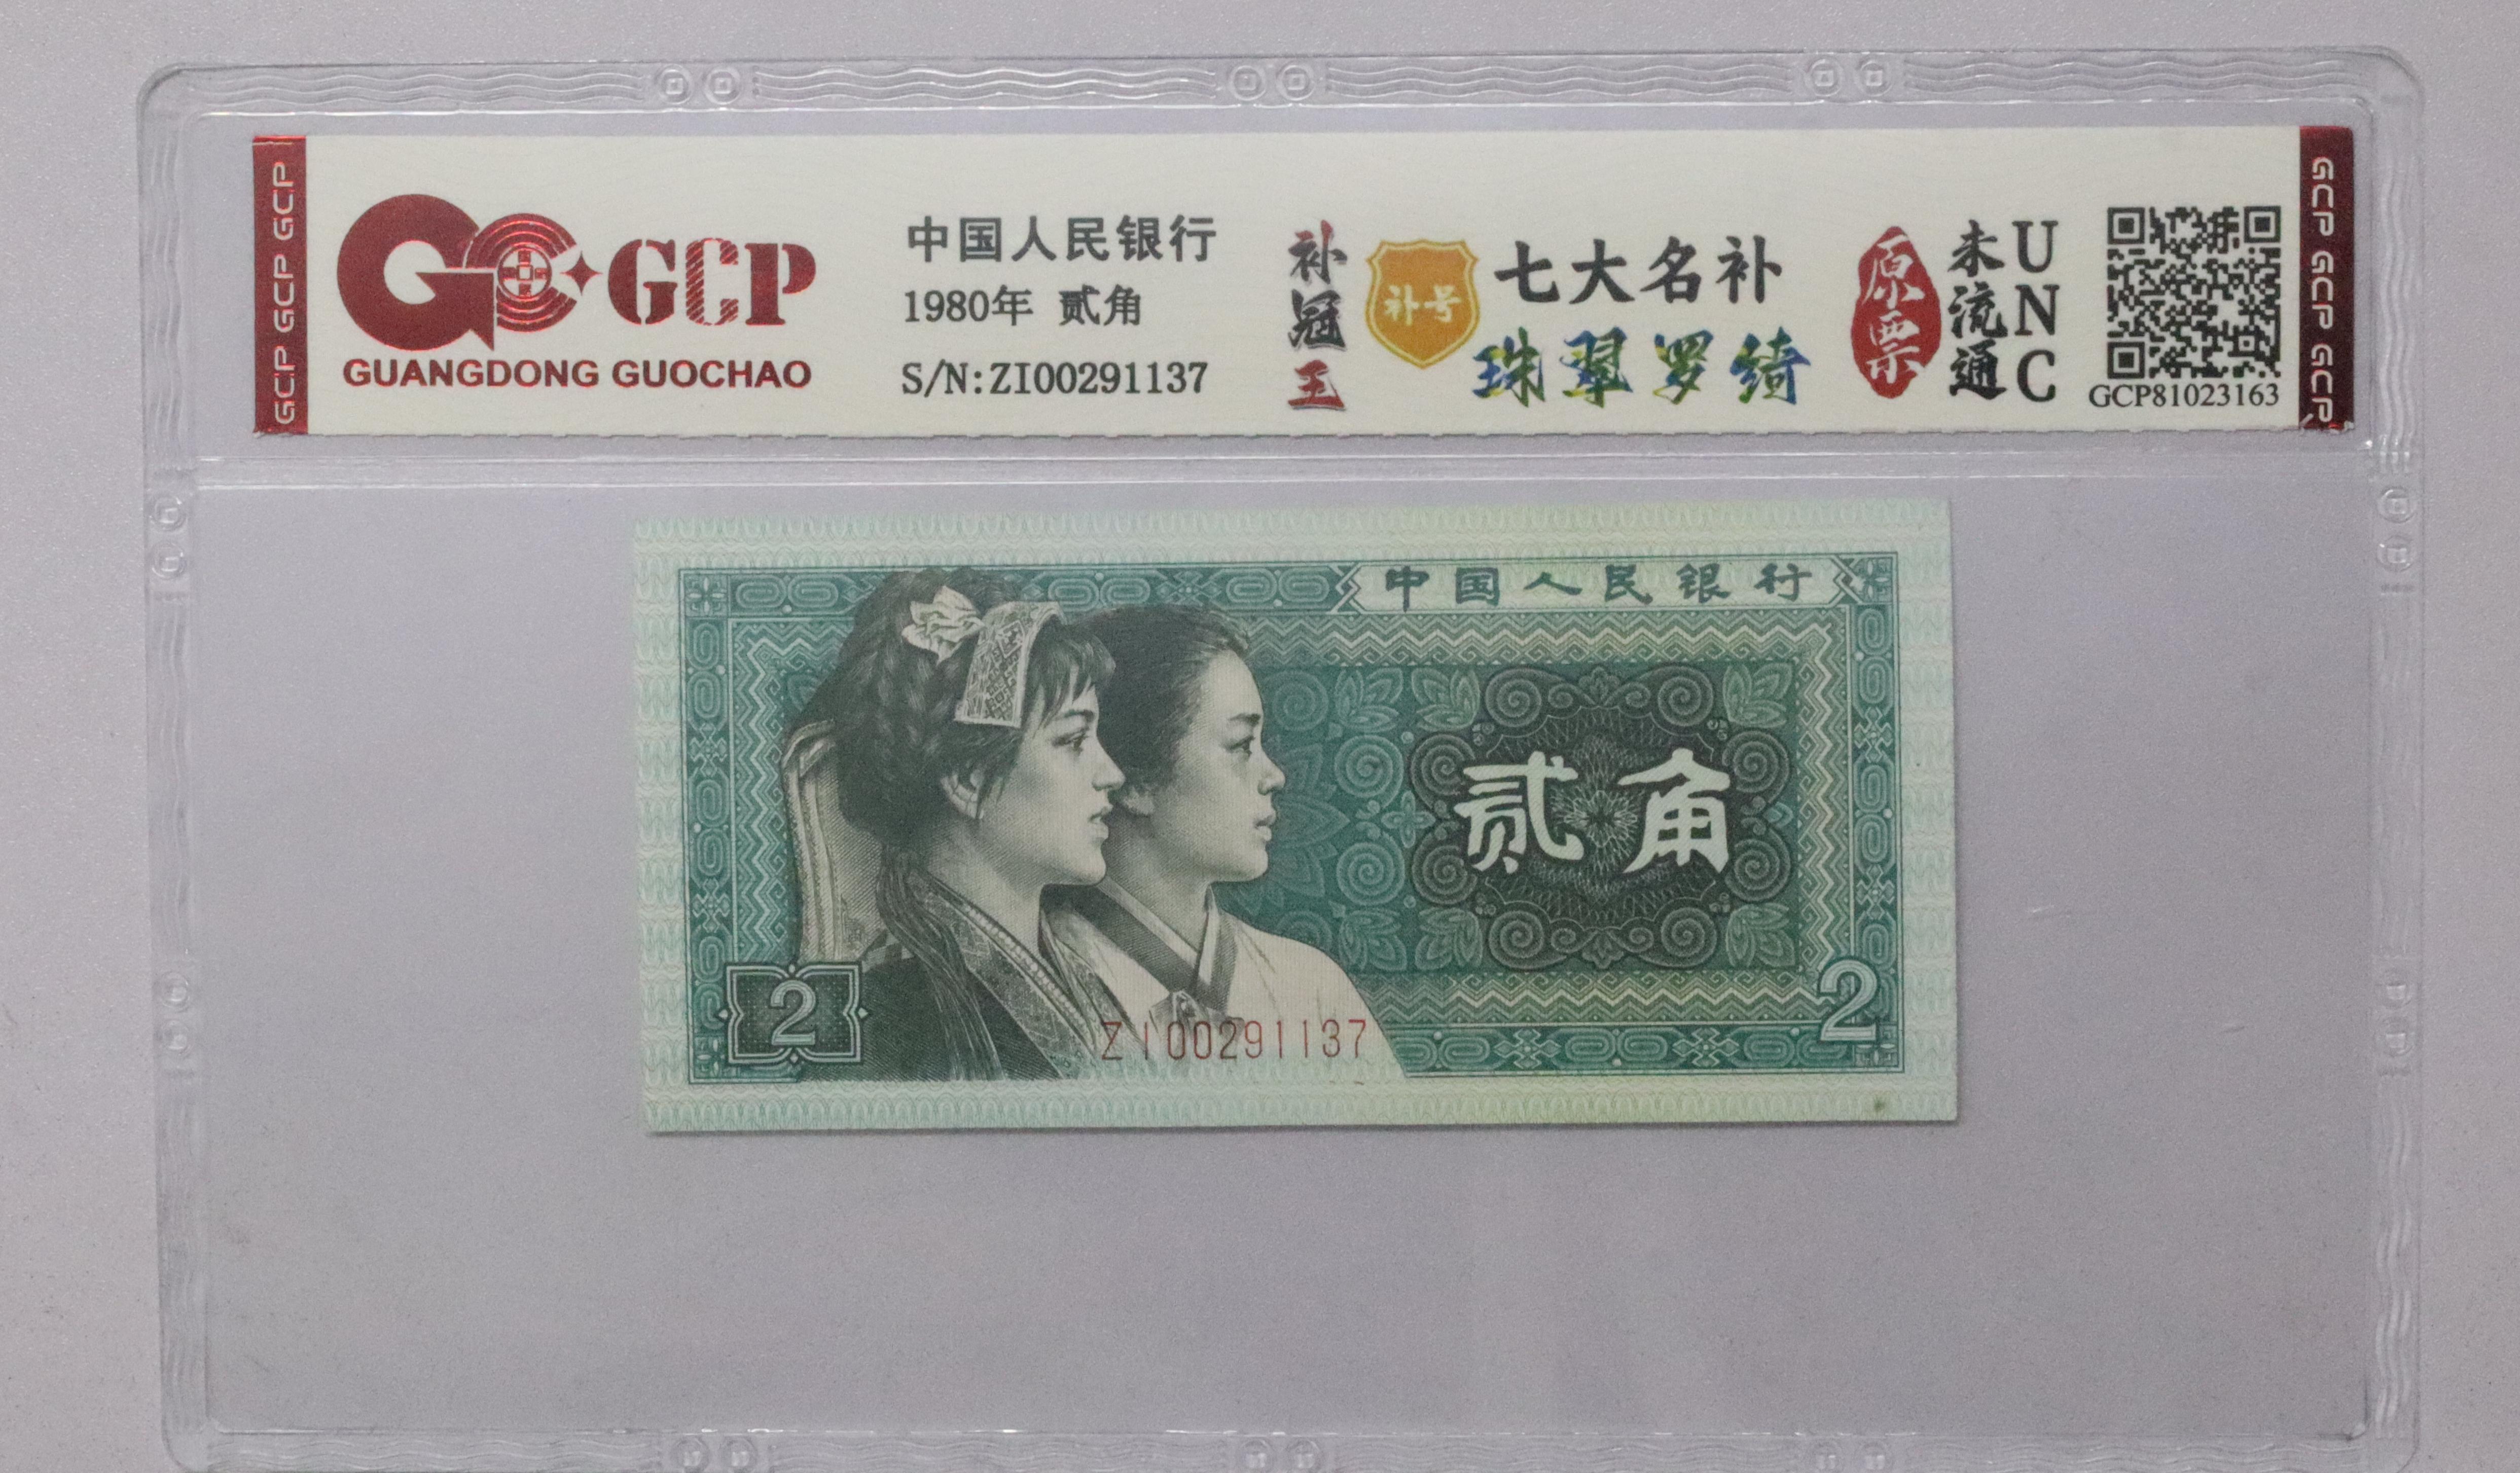 GCP GCP GCP
GCP
GUANGDONG GUOCHAO
中国人民银行
1980年 贰角
S/N:ZI00291137
补冠王
补号
七大名补
珠翠罗绮
原票
未流通
UNC
GCP81023163
GCP GCP GCP GCP
中国人民银行
贰角
2
2
ZI00291137